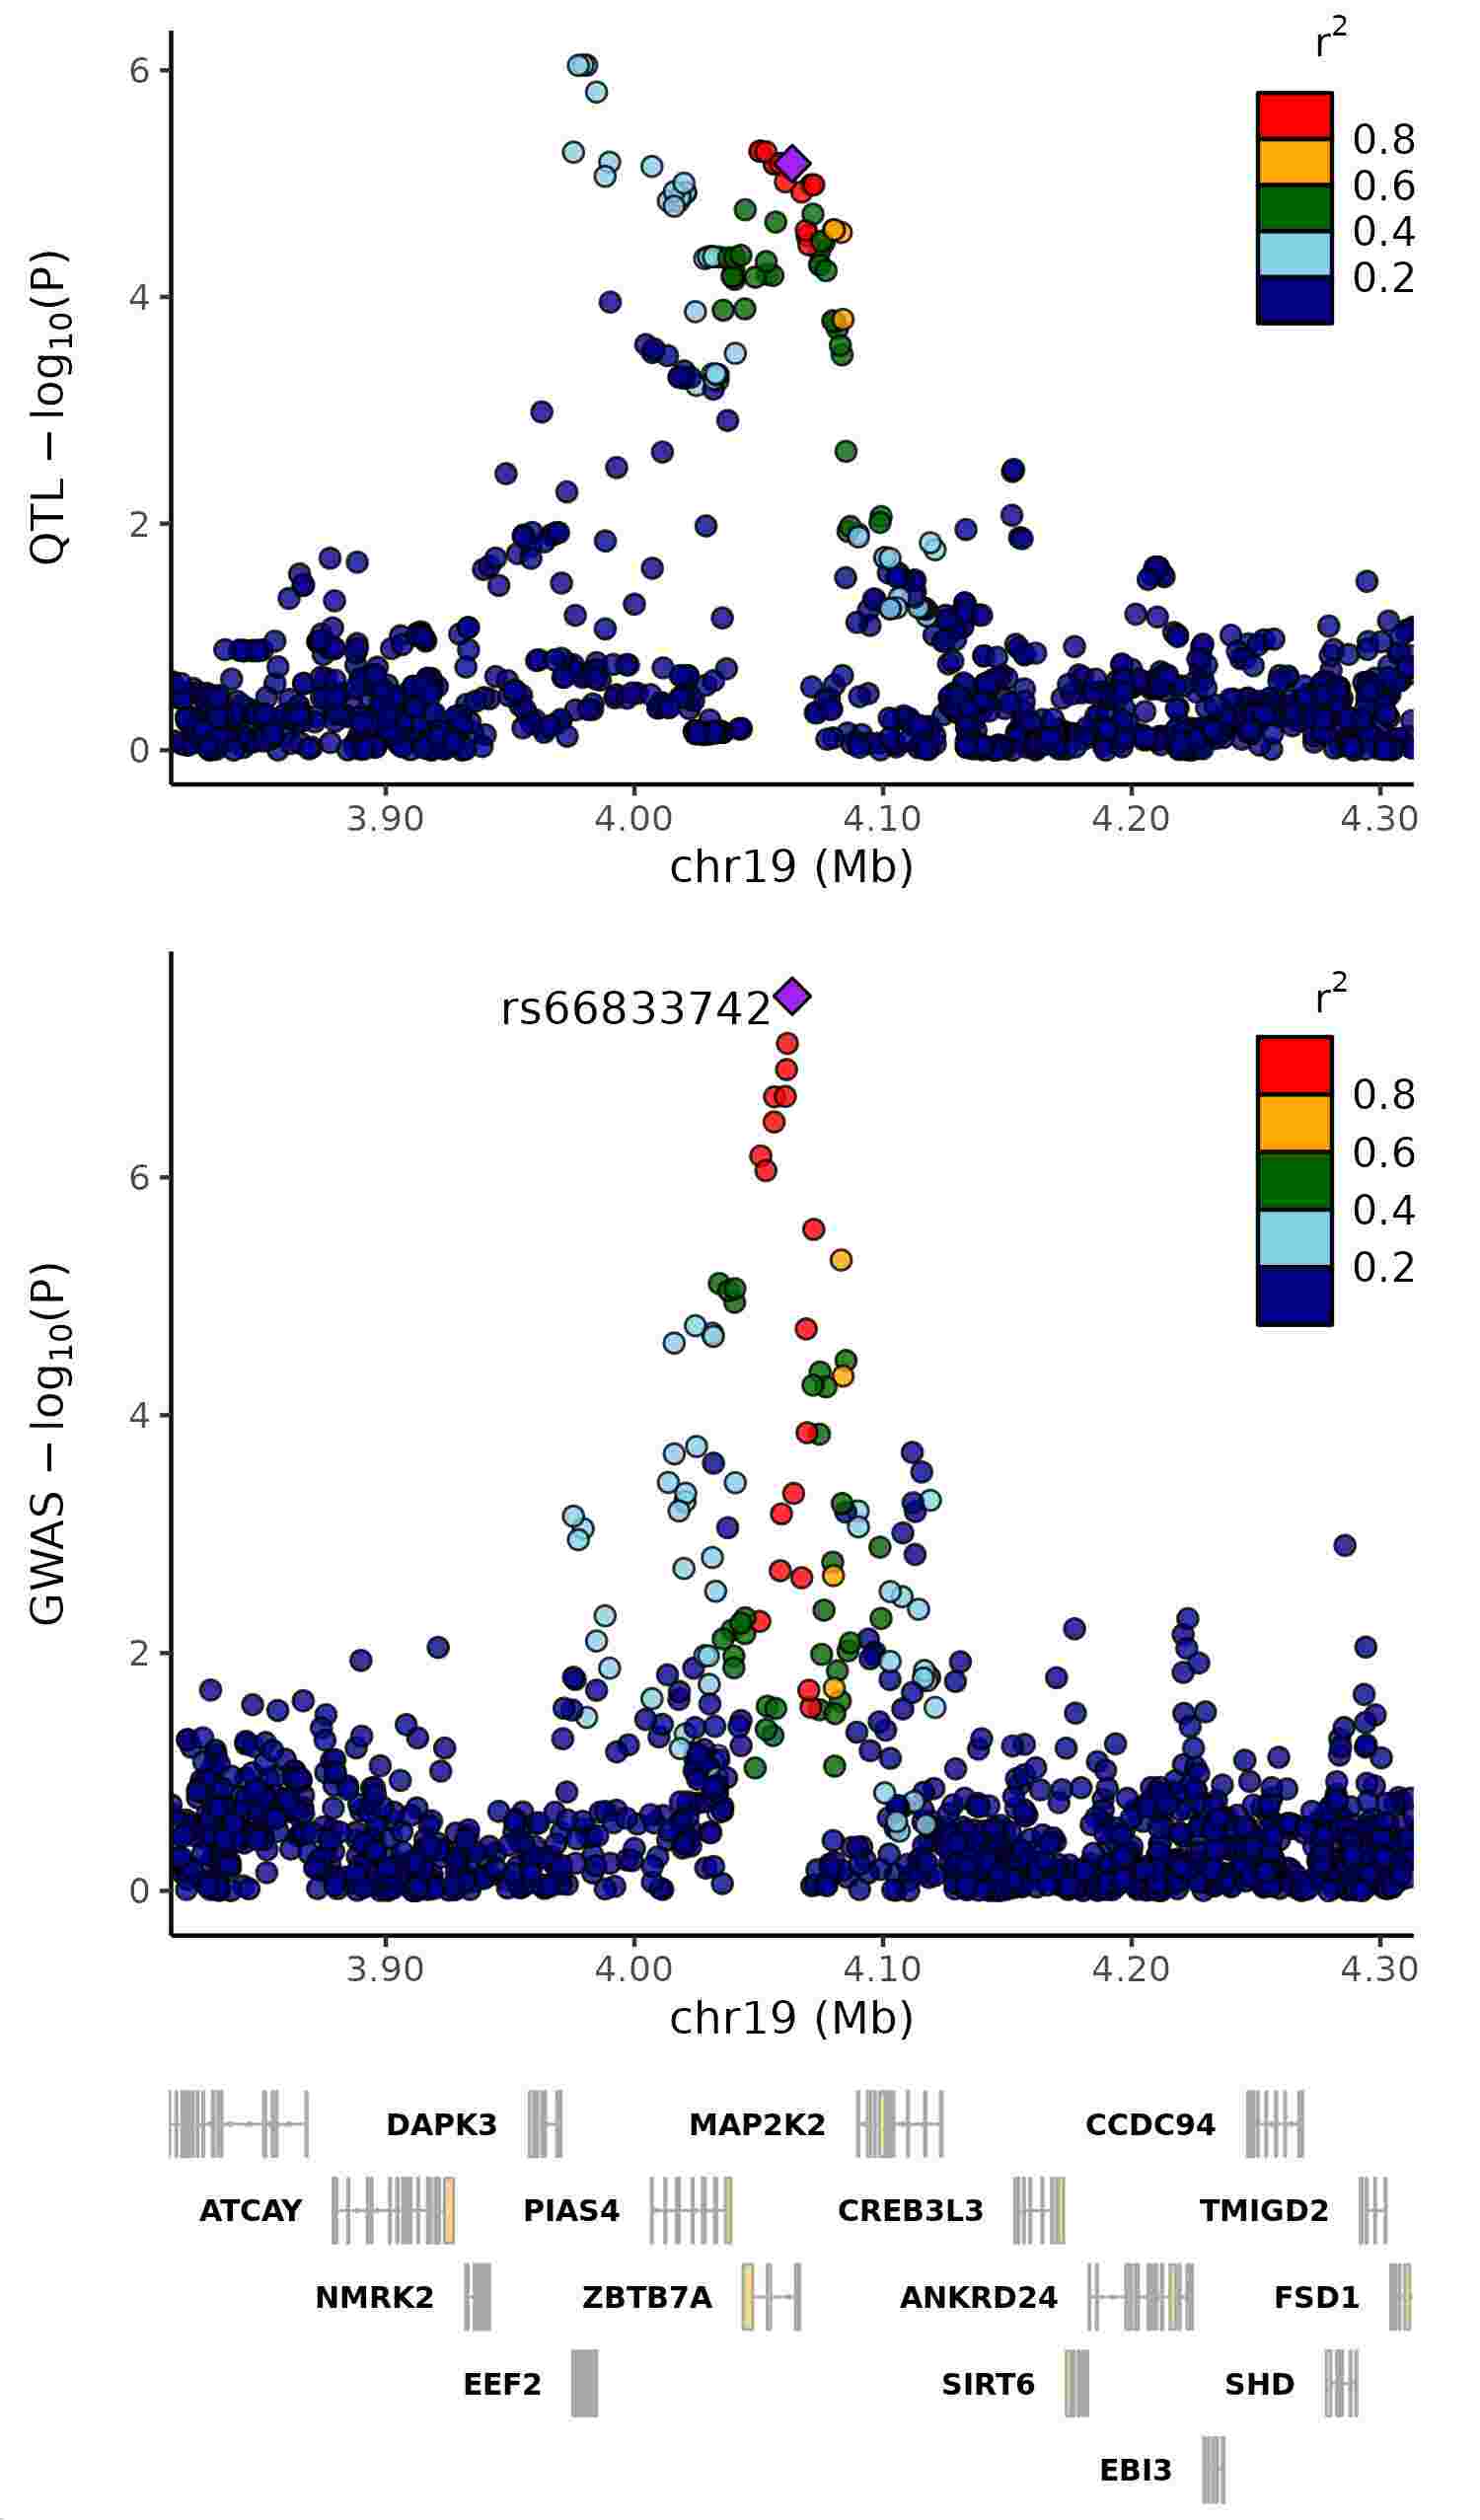 r2
6
0.8
0.6
0.4
0.2
4
2
0
QTL − log10(P)
3.90 4.00 4.10 4.20 4.30
chr19 (Mb)
rs66833742
r2
0.8
0.6
0.4
0.2
6
4
2
0
GWAS − log10(P)
3.90 4.00 4.10 4.20 4.30
chr19 (Mb)
DAPK3 MAP2K2 CCDC94
ATCAY PIAS4 CREB3L3 TMIGD2
NMRK2 ZBTB7A ANKRD24 FSD1
EEF2 SIRT6 SHD
EBI3